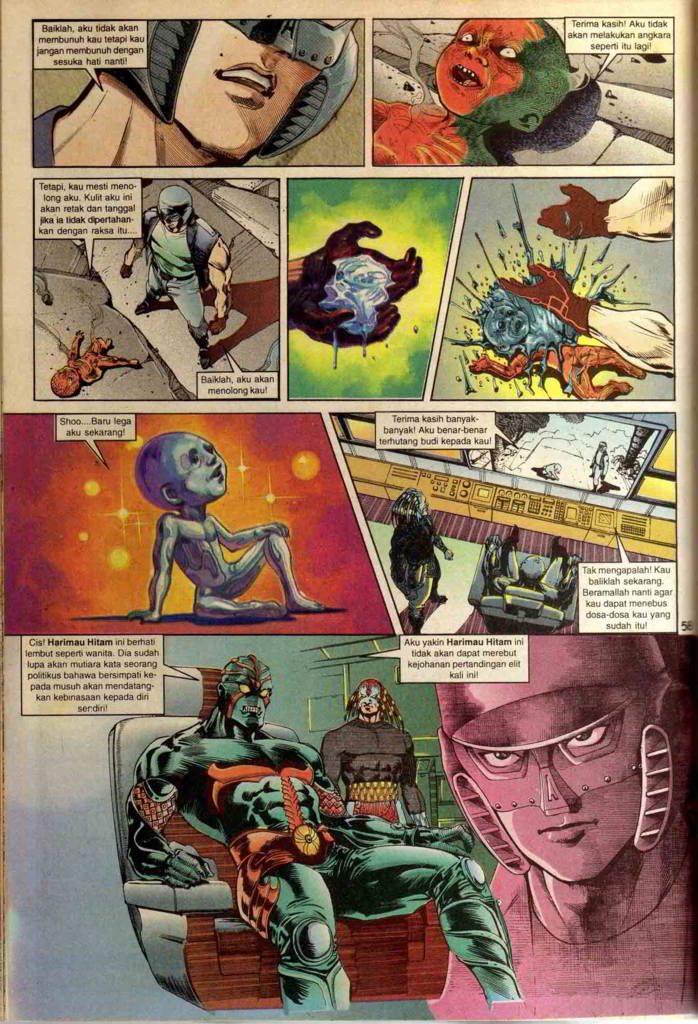 Baiklah, aku tidak akan
membunuh kau tetapi kau
jangan membunuh dengan
sesuka hati nanti!
Terima kasih! Aku tidak
akan melakukan angkara
seperti itu lagi!
Tetapi, kau mesti meno-
long aku. Kulit aku ini
akan retak dan tanggal
jika ia tidak dipertahan-
kan dengan raksa itu....
Baiklah, aku akan
menolong kau!
Shoo....Baru lega
aku sekarang!
Terima kasih banyak-
banyak! Aku benar-benar
terhutang budi kepada kau!
Tak mengapalah! Kau
baliklah sekarang.
Beramallah nanti agar
kau dapat menebus
dosa-dosa kau yang
sudah itu!
58
Cis! Harimau Hitam ini berhati
lembut seperti wanita. Dia sudah
lupa akan mutiara kata seorang
politikus bahawa bersimpati ke-
pada musuh akan mendatang-
kan kebinasaan kepada diri
sendiri!
Aku yakin Harimau Hitam ini
tidak akan dapat merebut
kejohanan pertandingan elit
kali ini!
A